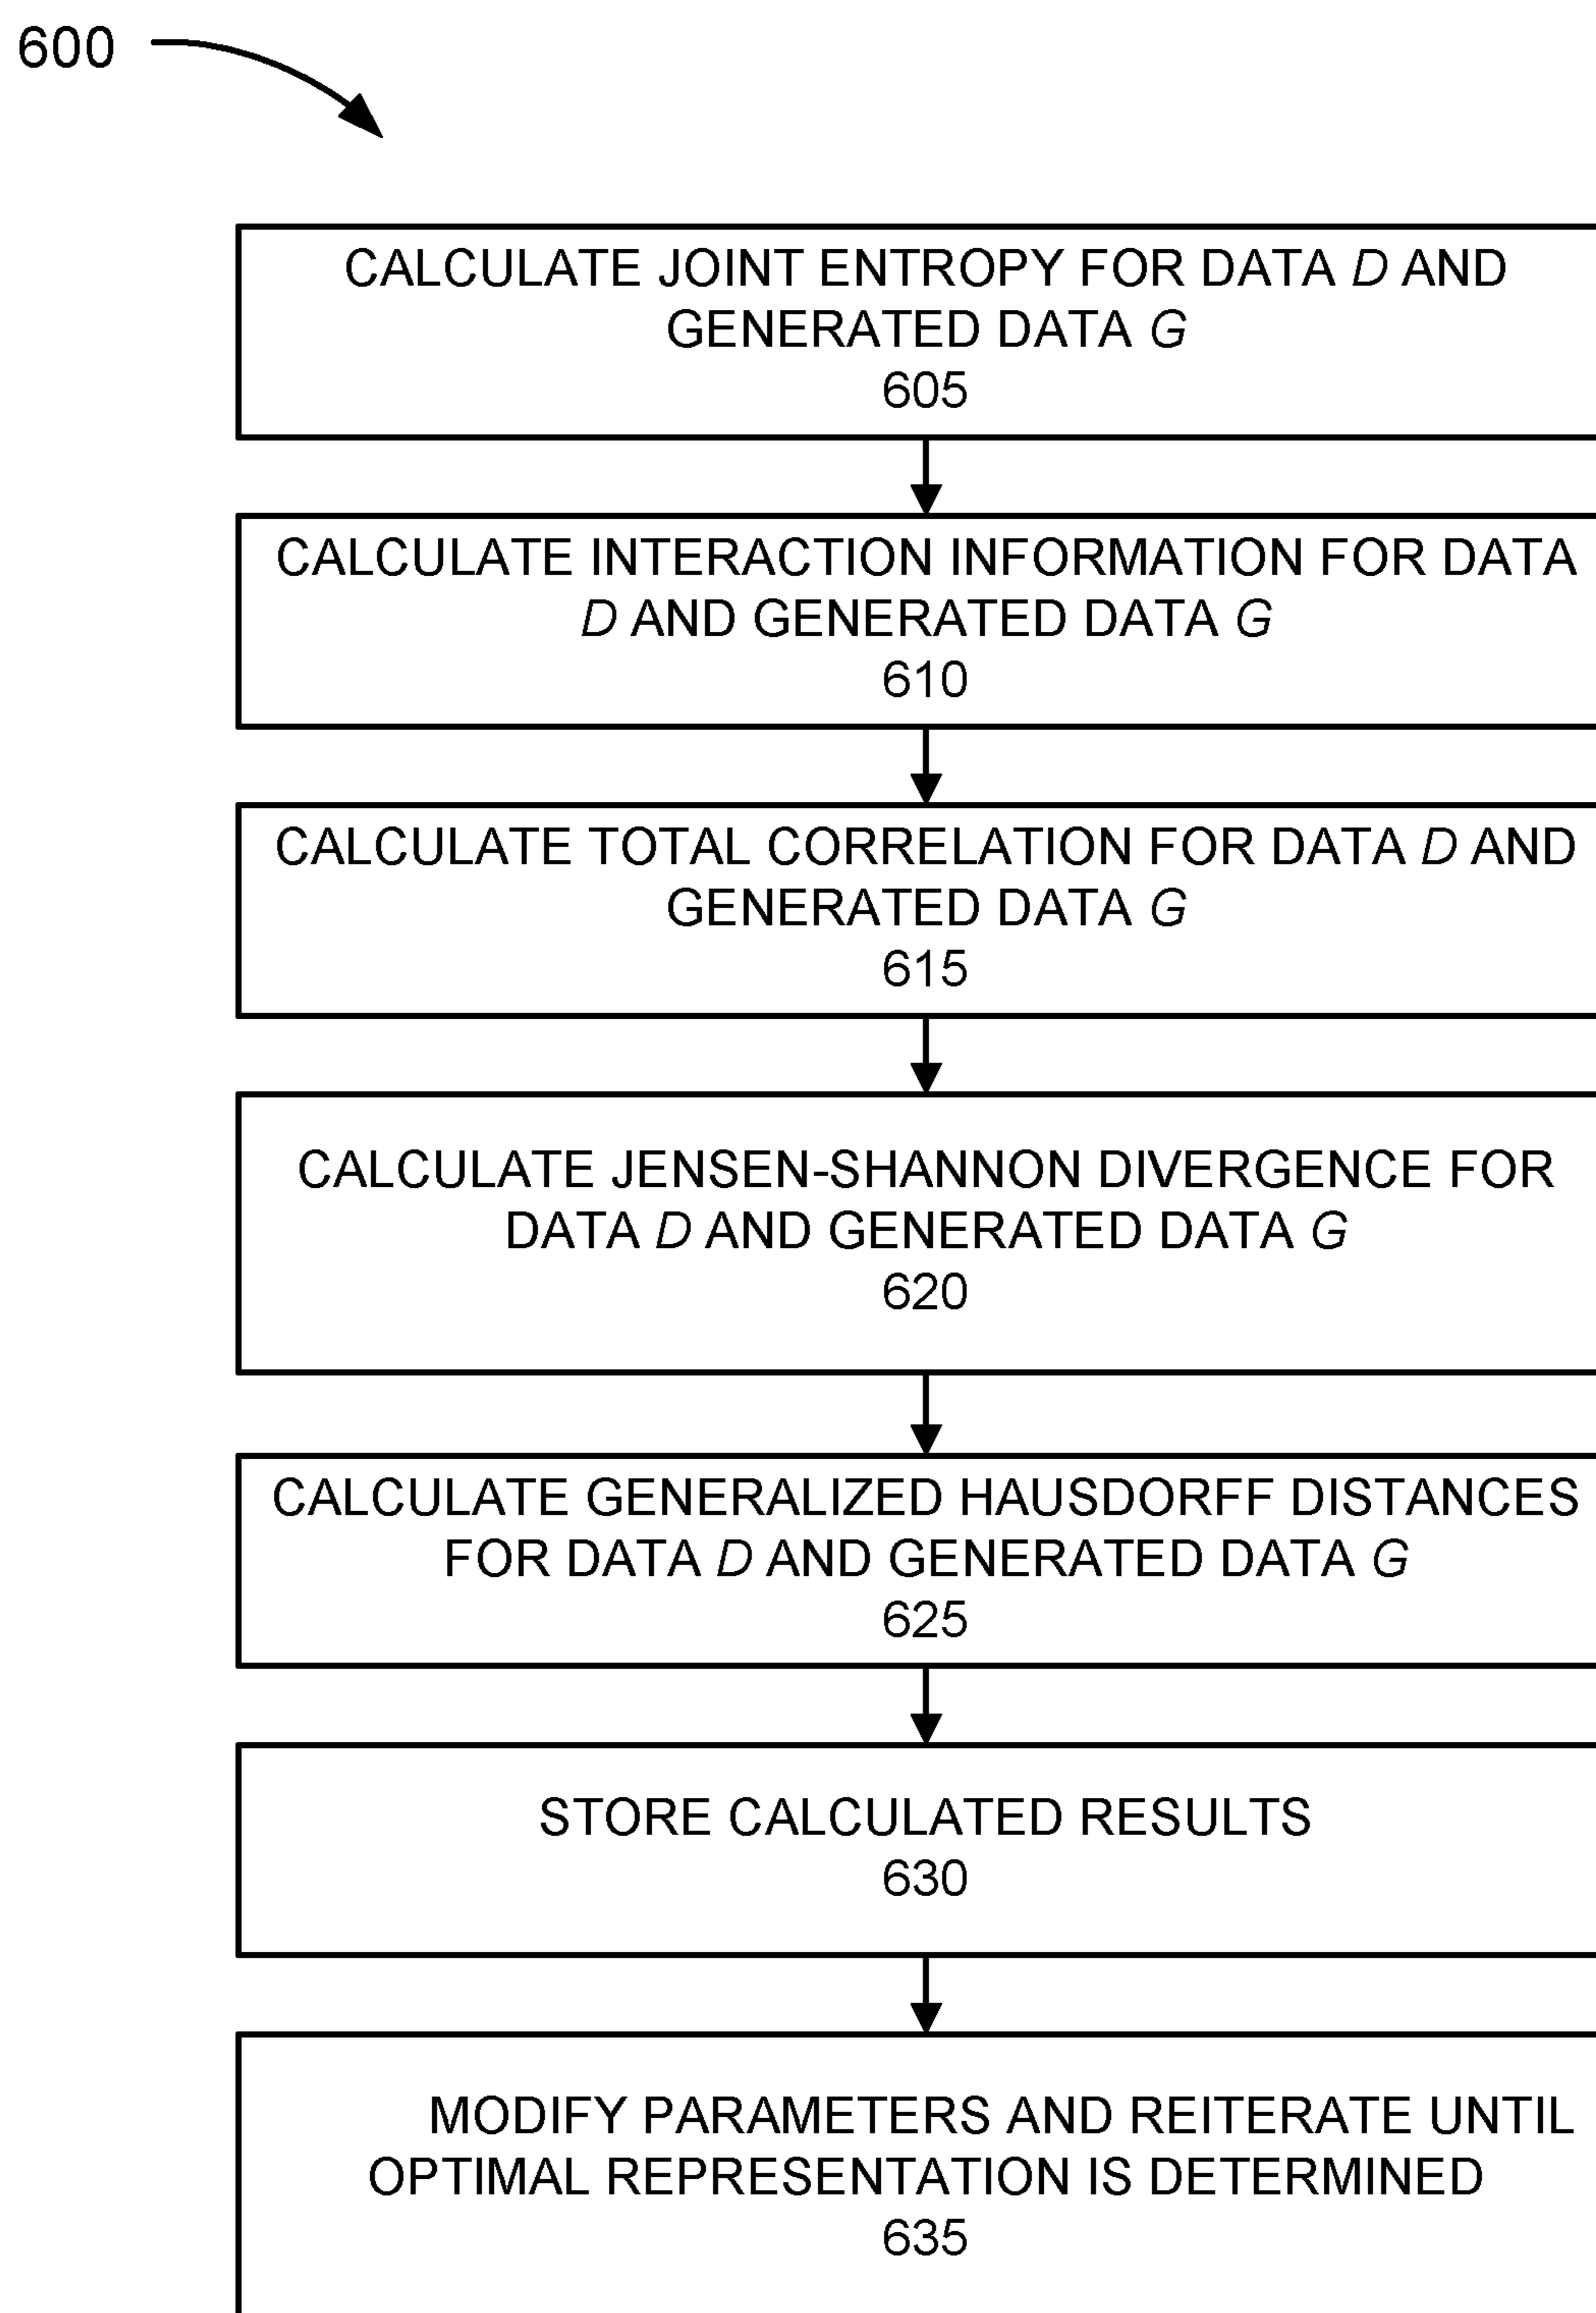 600
CALCULATE JOINT ENTROPY FOR DATA D AND
GENERATED DATA G
605
CALCULATE INTERACTION INFORMATION FOR DATA
D AND GENERATED DATA G
610
CALCULATE TOTAL CORRELATION FOR DATA D AND
GENERATED DATA G
615
CALCULATE JENSEN-SHANNON DIVERGENCE FOR
DATA D AND GENERATED DATA G
620
CALCULATE GENERALIZED HAUSDORFF DISTANCES
FOR DATA D AND GENERATED DATA G
625
STORE CALCULATED RESULTS
630
MODIFY PARAMETERS AND REITERATE UNTIL
OPTIMAL REPRESENTATION IS DETERMINED
635